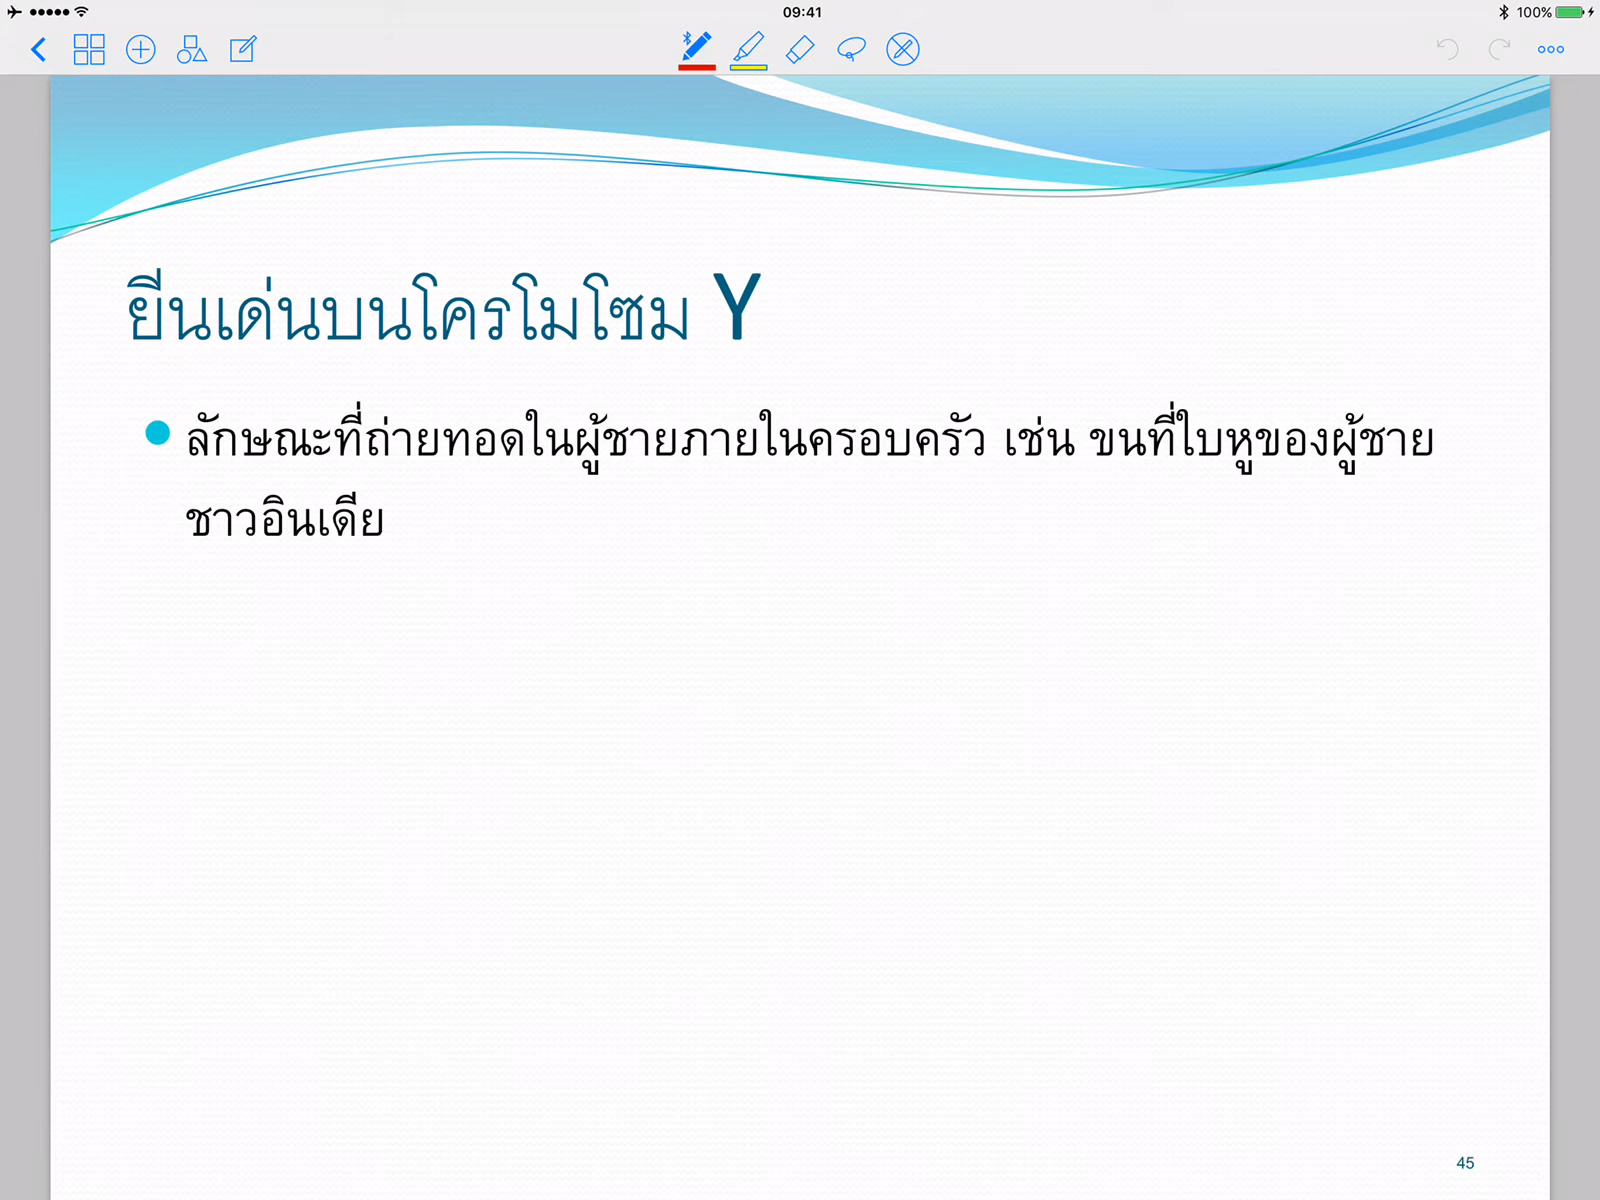 09:41
100%
ยีนเด่นบนโครโมโซม Y
ลักษณะที่ถ่ายทอดในผู้ชายภายในครอบครัว เช่น ขนที่ใบหูของผู้ชาย
ชาวอินเดีย
45